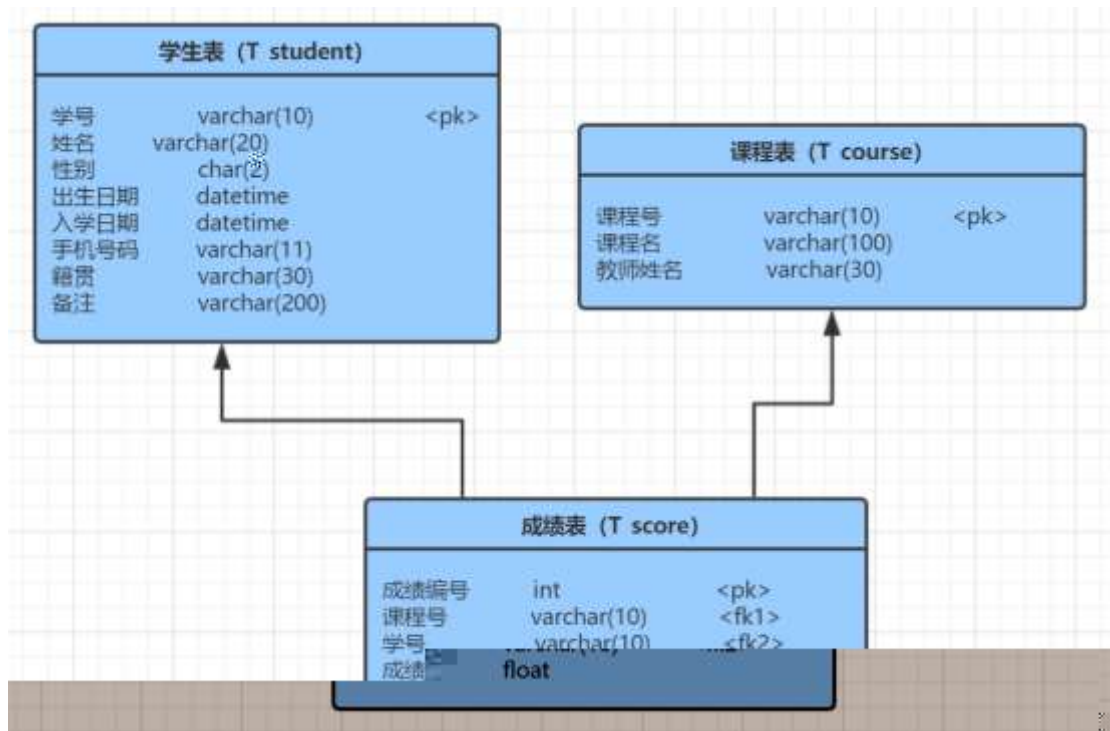 学生表 (T student)
学号 varchar(10) <pk>
姓名 varchar(20)
性别 char(2)
出生日期 datetime
入学日期 datetime
手机号码 varchar(11)
籍贯 varchar(30)
备注 varchar(200)
课程表 (T course)
课程号 varchar(10) <pk>
课程名 varchar(100)
教师姓名 varchar(30)
成绩表 (T score)
成绩编号 int <pk>
课程号 varchar(10) <fk1>
学号 varchar(10) <fk2>
成绩 float